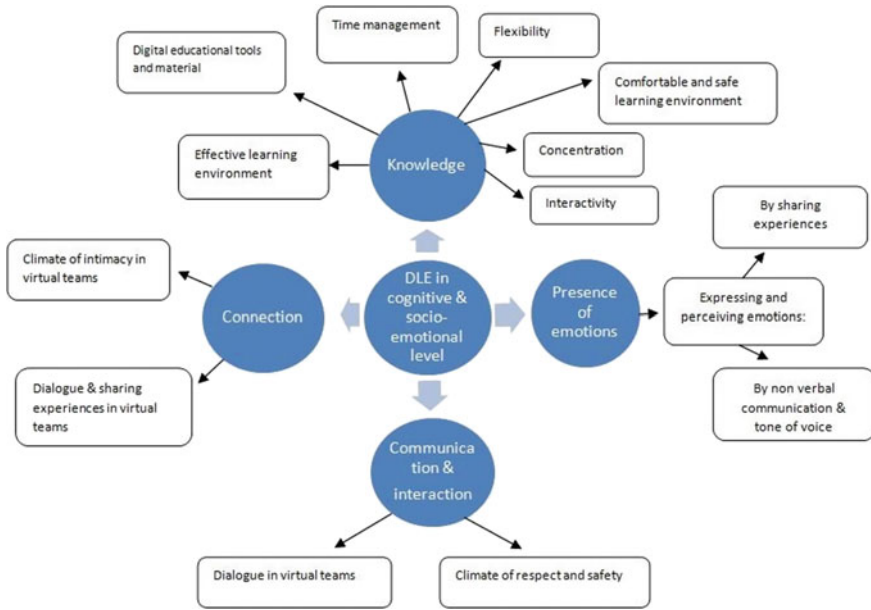 Time management
Flexibility
Digital educational tools
and material
Comfortable and safe
learning environment
Effective learning
environment
Knowledge
Concentration
Interactivity
By sharing
experiences
Climate of intimacy in
virtual teams
Connection
DLE in
cognitive &
socio-
emotional
level
Presence
of
emotions
Expressing and
perceiving emotions:
Dialogue & sharing
experiences in virtual
teams
By non verbal
communication &
tone of voice
Communica
tion &
interaction
Dialogue in virtual teams
Climate of respect and safety